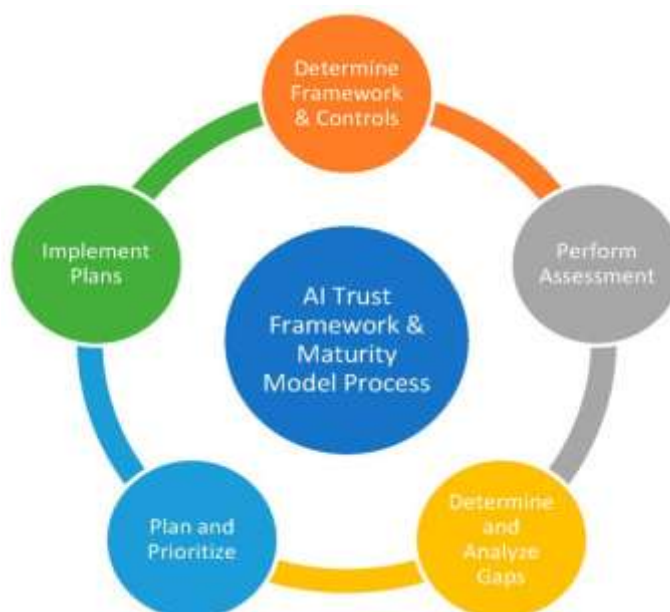 Determine
Framework
& Controls
Perform
Assessment
Determine
and
Analyze
Gaps
Plan and
Prioritize
Implement
Plans
AI Trust
Framework &
Maturity
Model Process